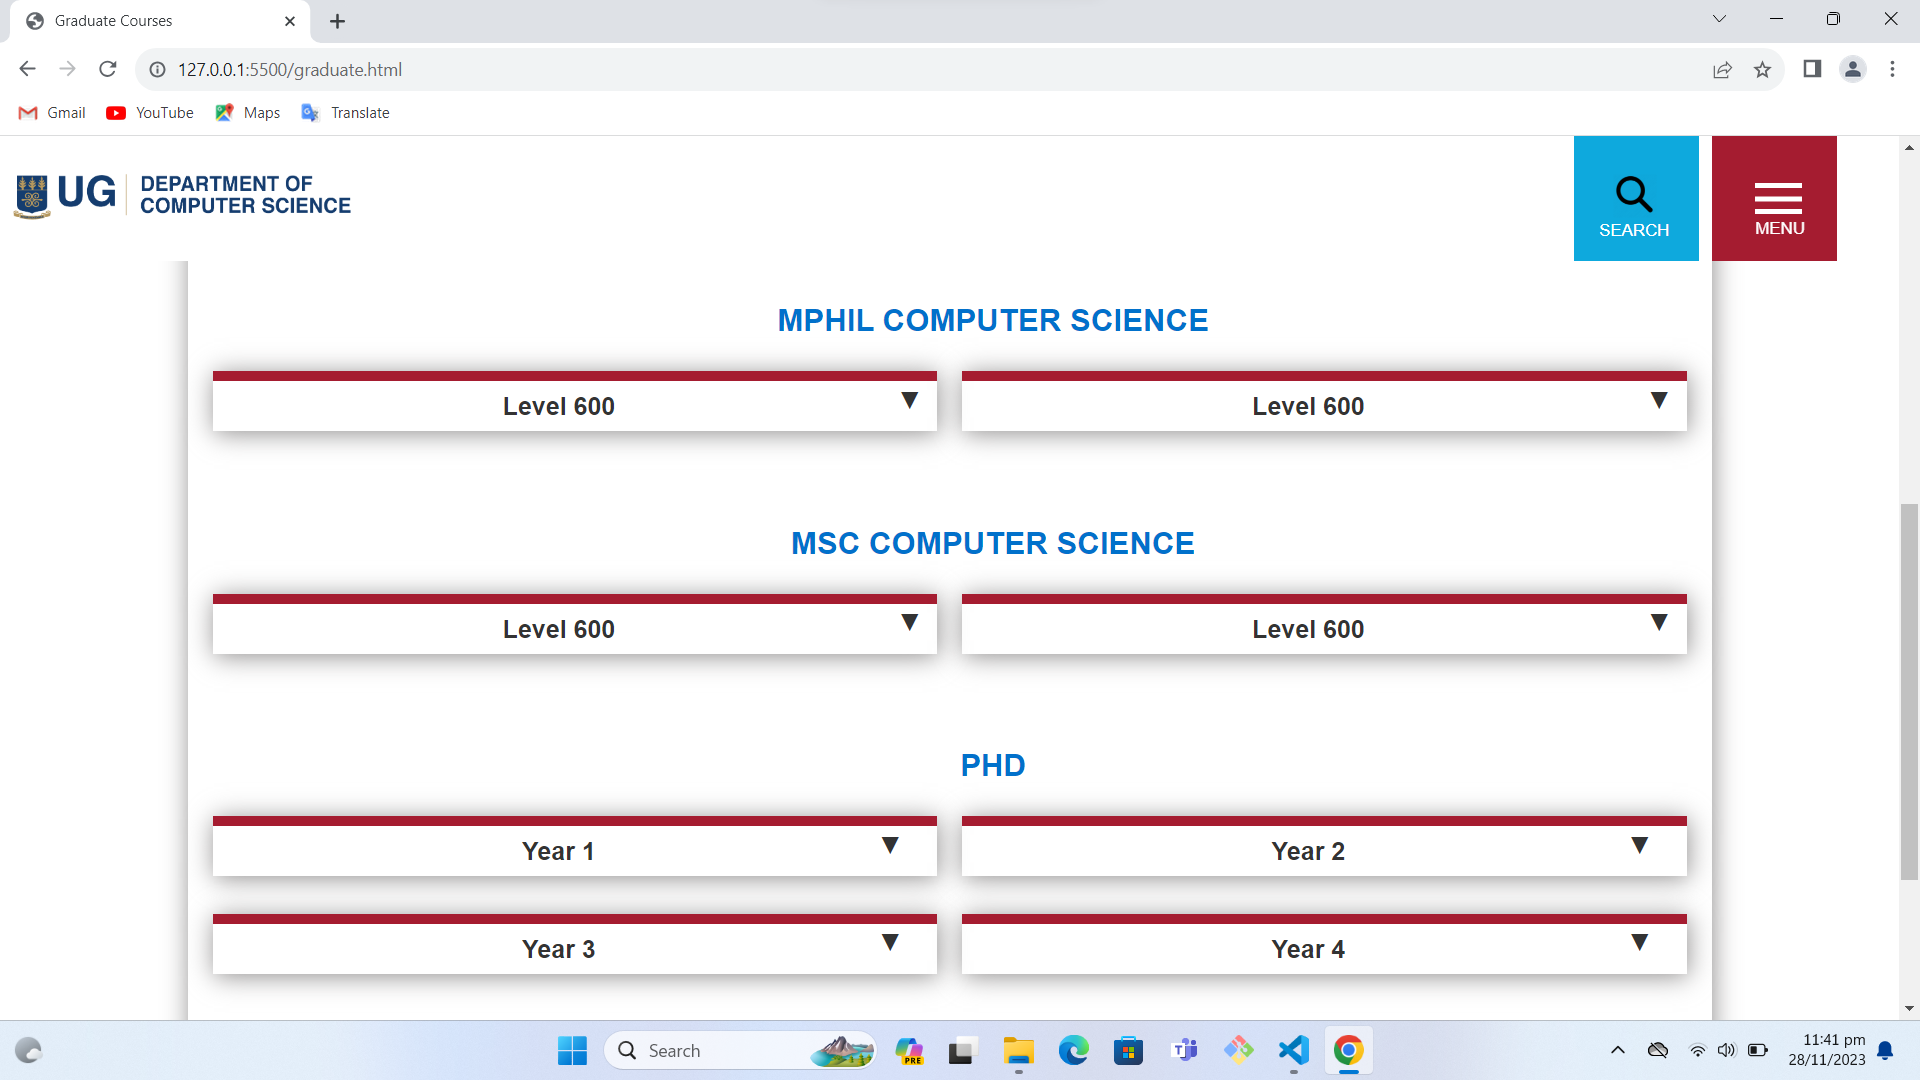 Graduate Courses
127.0.0.1:5500/graduate.html
Gmail YouTube Maps Translate
UG DEPARTMENT OF
COMPUTER SCIENCE
SEARCH
MENU
MPHIL COMPUTER SCIENCE
Level 600 ▼ Level 600 ▼
MSC COMPUTER SCIENCE
Level 600 ▼ Level 600 ▼
PHD
Year 1 ▼ Year 2 ▼
Year 3 ▼ Year 4 ▼
Search
PRE
11:41 pm
28/11/2023